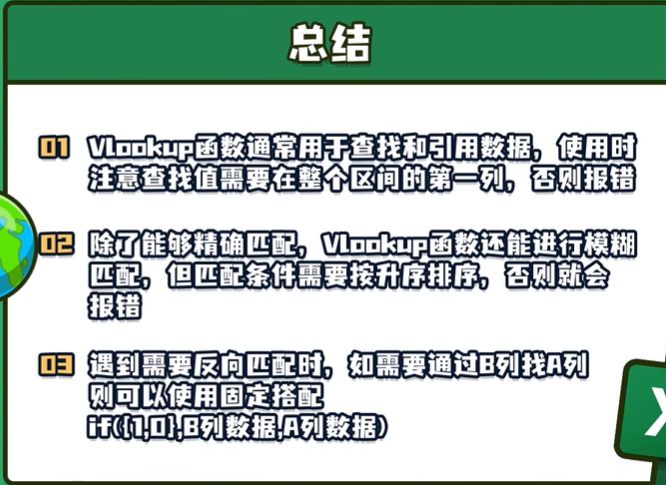 总结
01 Vlookup函数通常用于查找和引用数据，使用时
注意查找值需要在整个区间的第一列，否则报错
02 除了能够精确匹配，Vlookup函数还能进行模糊
匹配，但匹配条件需要按升序排序，否则就会
报错
03 遇到需要反向匹配时，如需要通过B列找A列
则可以使用固定搭配
if({1,0},B列数据,A列数据)